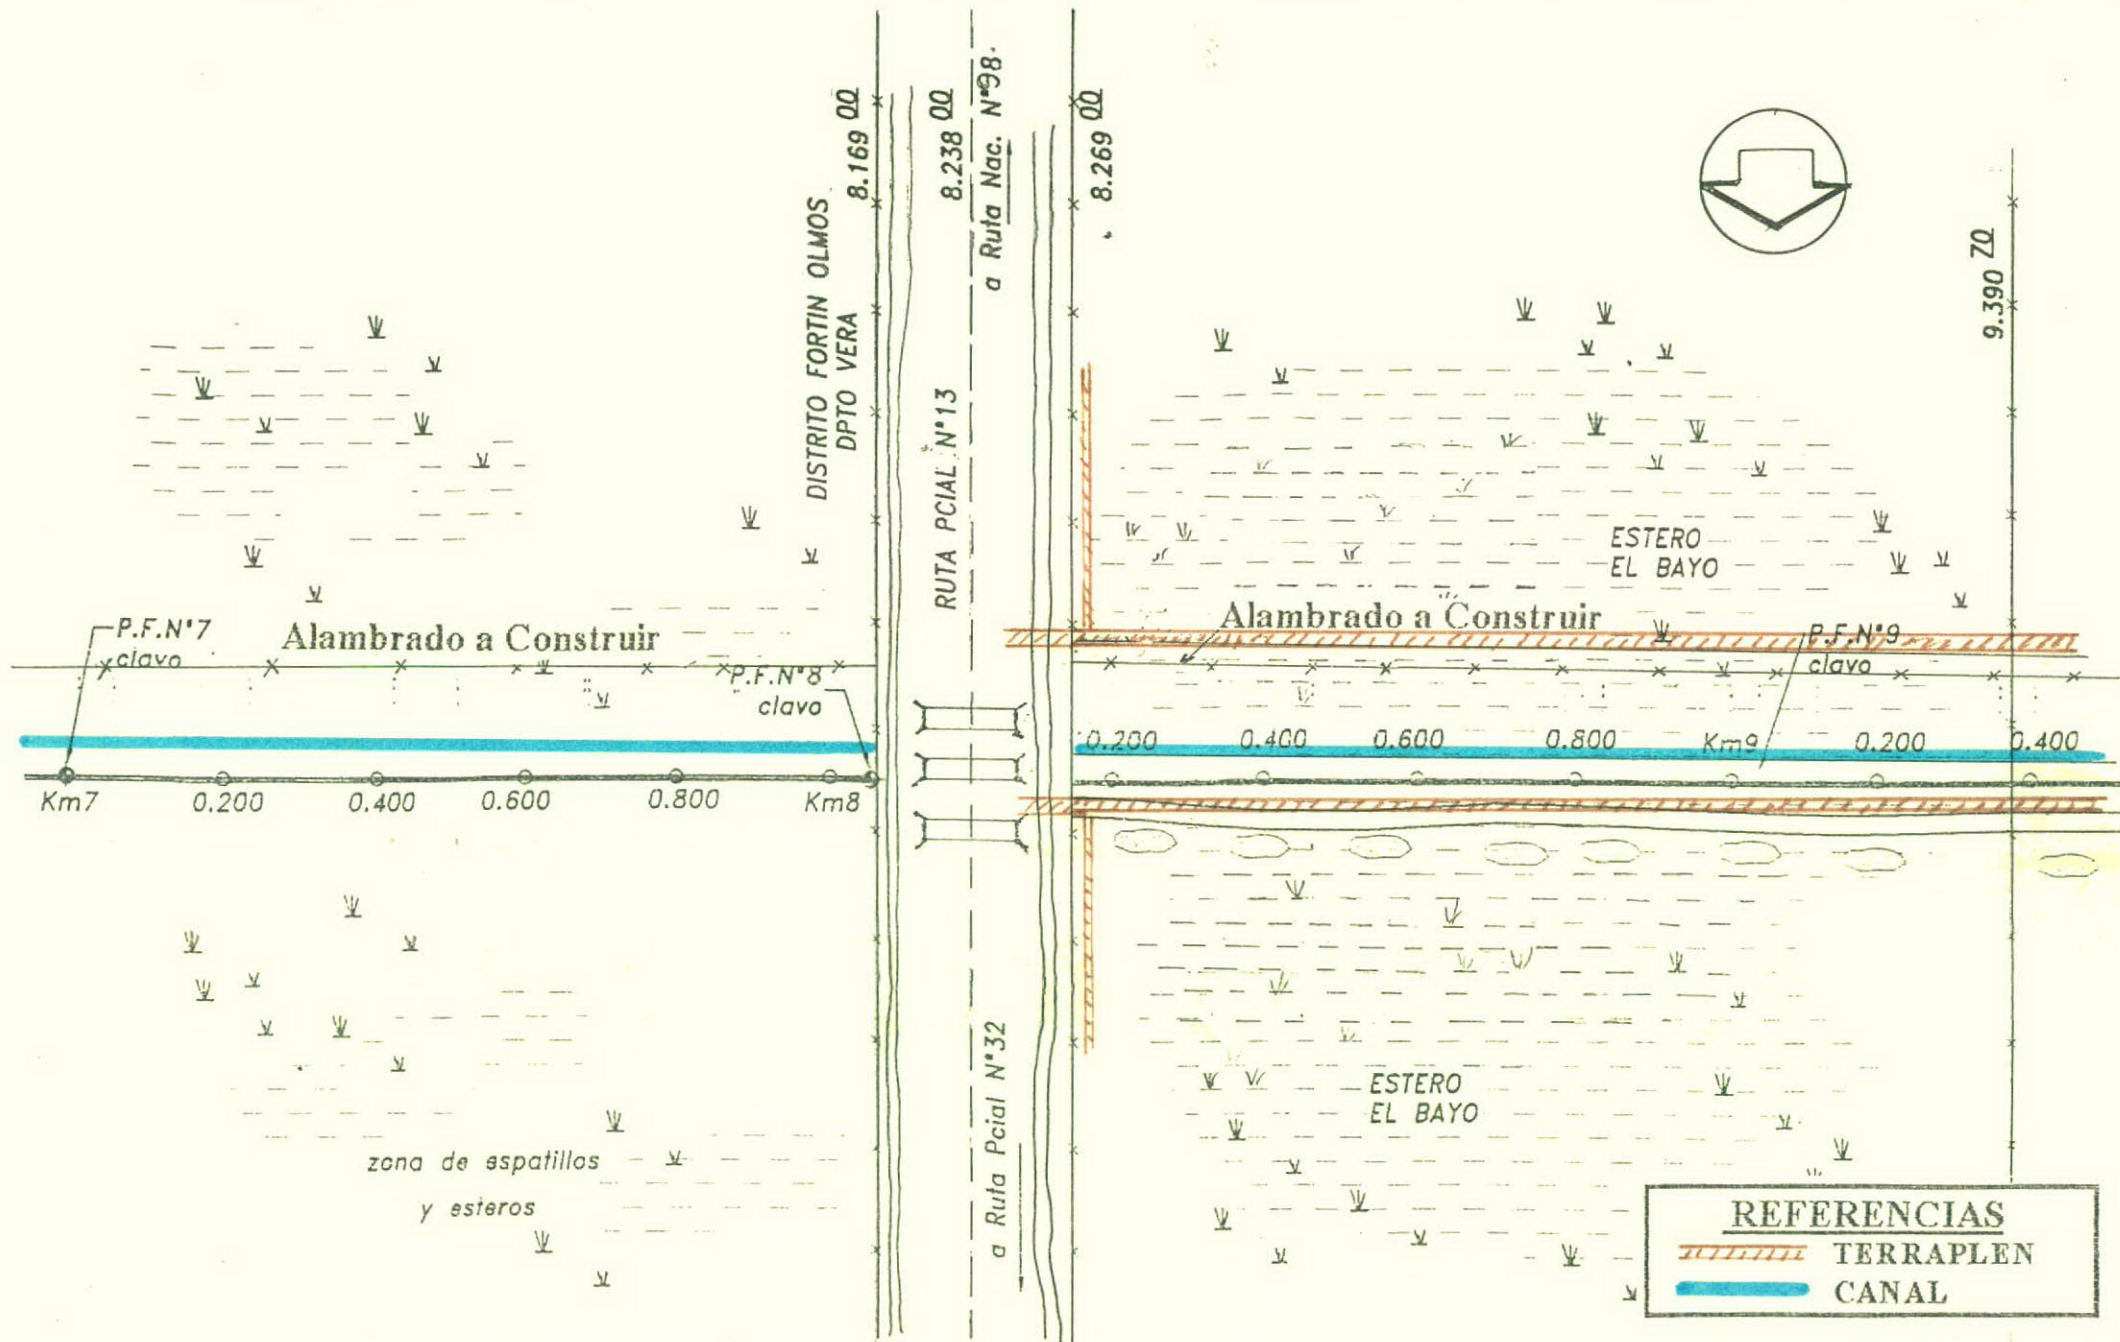 8.169 00
8.238 00
a Ruta Nac. N°98.
8.269 00
9.390 70
DISTRITO FORTIN OLMOS
DPTO VERA
RUTA PCIAL N°13
ESTERO
EL BAYO
P.F.N°7
clavo
Alambrado a Construir
P.F.N°8
clavo
Alambrado a Construir
P.F.N°9
clavo
0.200 0.400 0.600 0.800 Km9 0.200 0.400
Km7 0.200 0.400 0.600 0.800 Km8
a Ruta Pcial N°32
ESTERO
EL BAYO
zona de espatillos
y esteros
REFERENCIAS
TERRAPLEN
CANAL